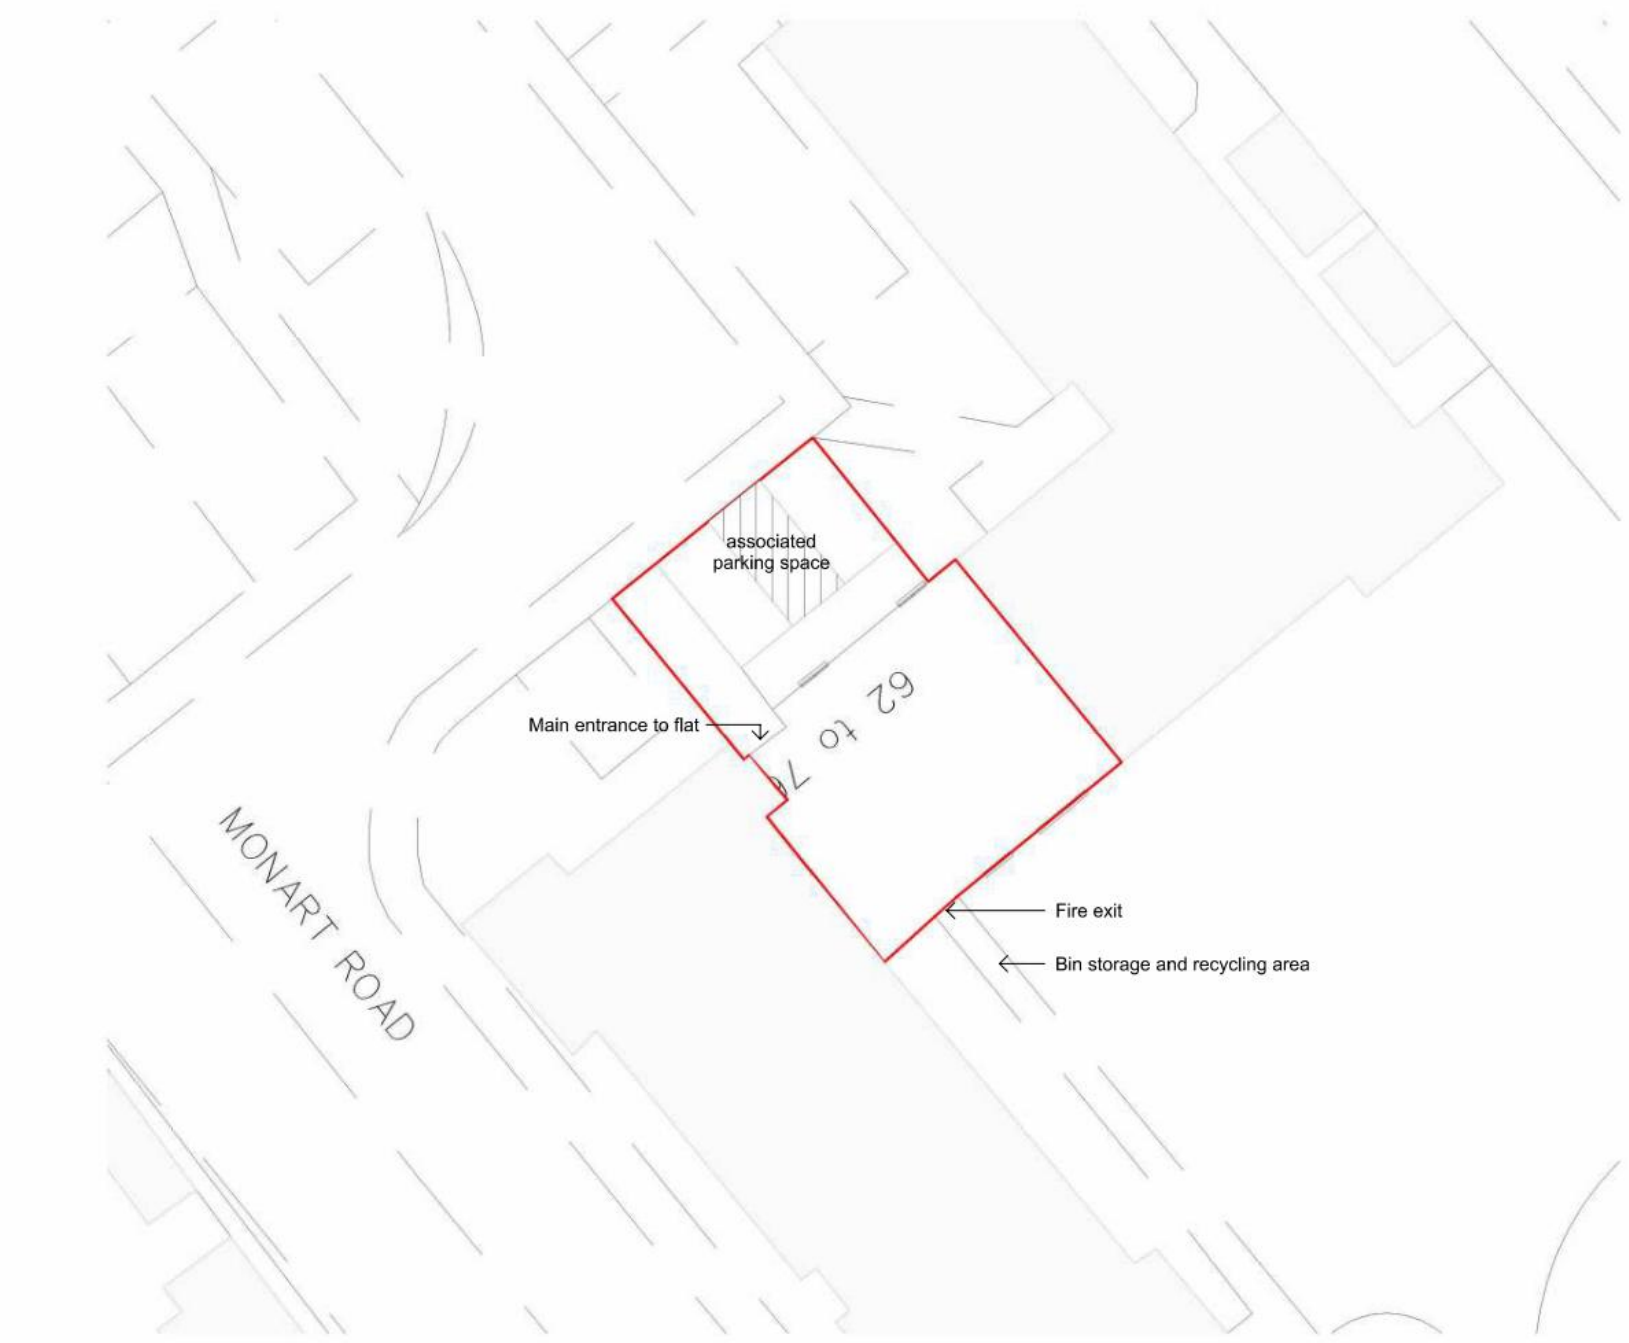 associated
parking space
62 to 7
Main entrance to flat
MONART ROAD
Fire exit
Bin storage and recycling area